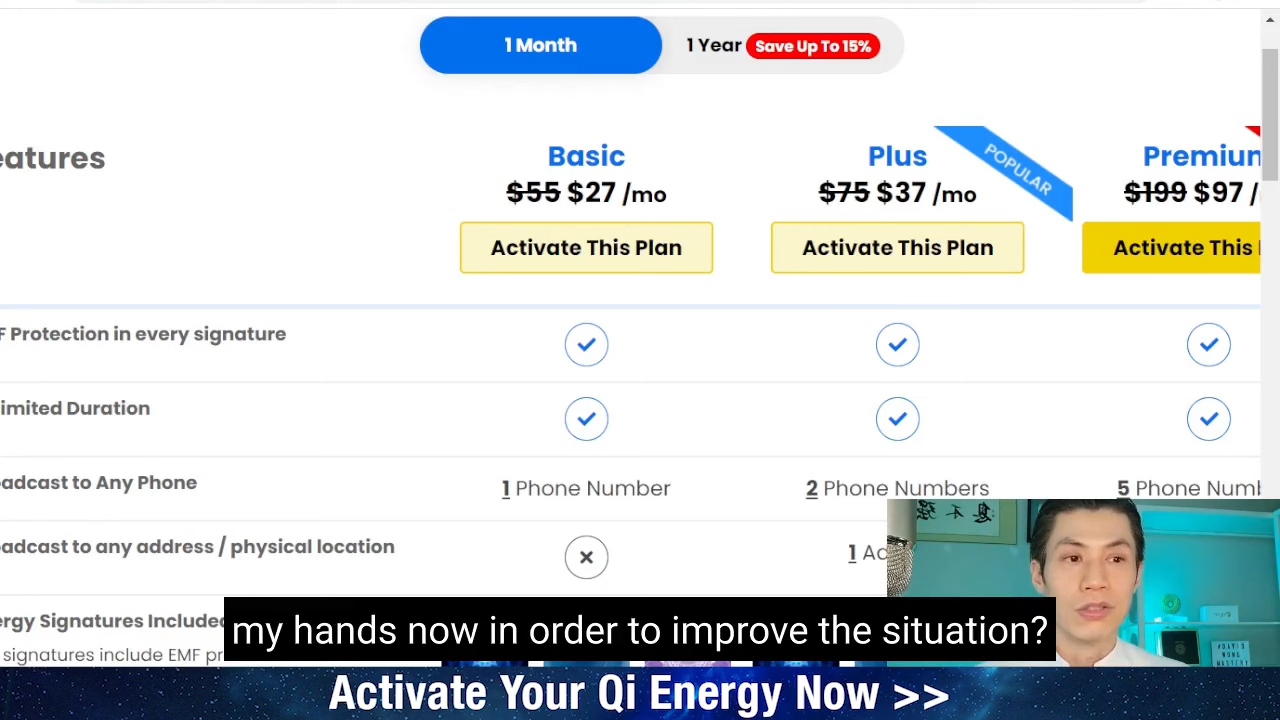 1 Month
1 Year Save Up To 15%
eatures
Basic
$55 $27 /mo
Activate This Plan
Plus
$75 $37 /mo
Activate This Plan
POPULAR
Premium
$199 $97 /
Activate This
F Protection in every signature
imited Duration
adcast to Any Phone
1 Phone Number
2 Phone Numbers
5 Phone Numb
adcast to any address / physical location
1 Ad
ergy Signatures Included
signatures include EMF pr
my hands now in order to improve the situation?
Activate Your Qi Energy Now >>